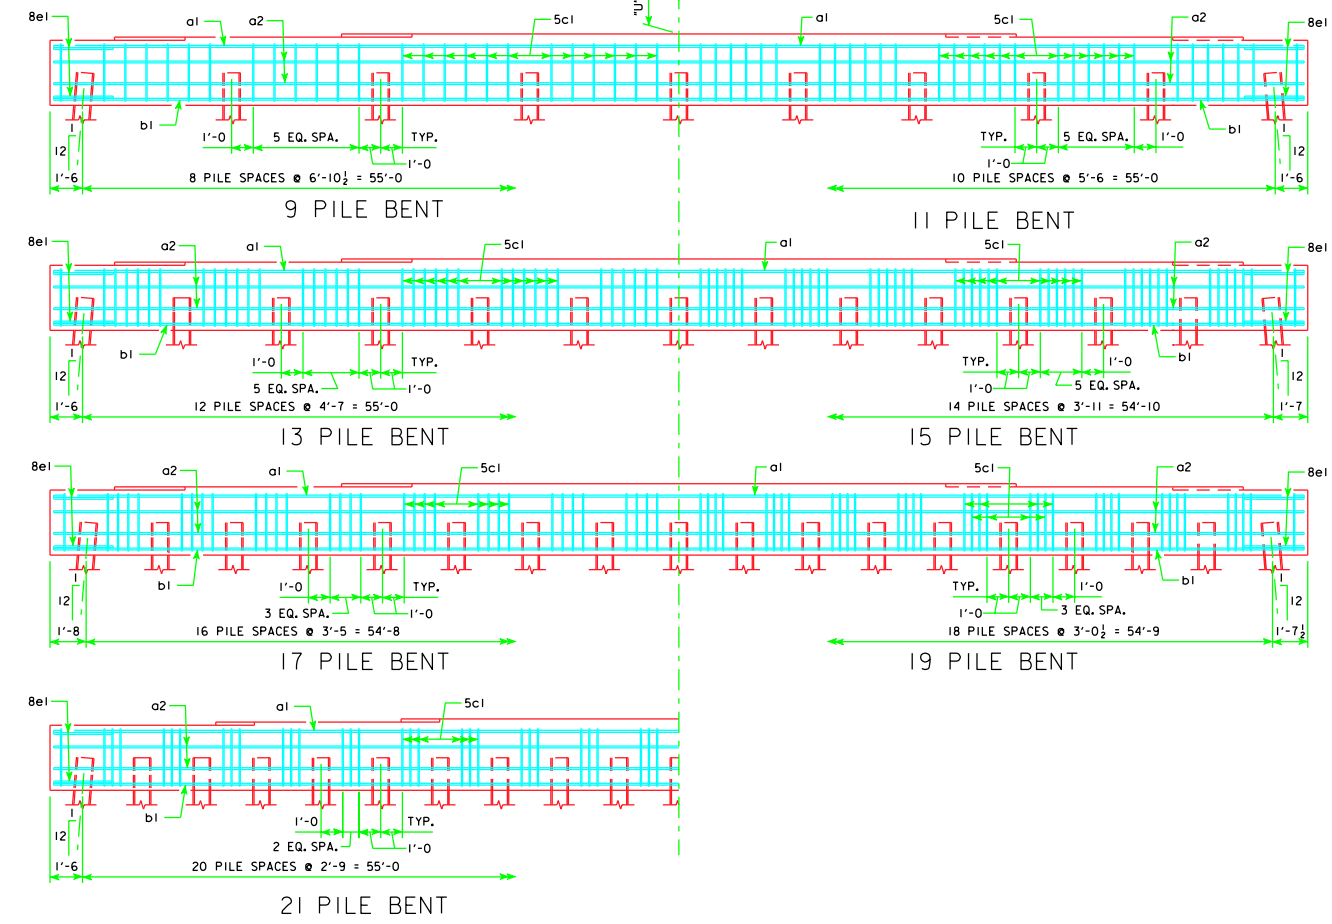 "U"
8e1 a1 a2 5c1 a1 5c1 a2 8e1
b1 1'-0 5 EQ. SPA. TYP. TYP. 5 EQ. SPA. 1'-0 b1
1 12 1'-0 1'-0 1 12
1'-6 8 PILE SPACES @ 6'-10½ = 55'-0 10 PILE SPACES @ 5'-6 = 55'-0 1'-6
9 PILE BENT 11 PILE BENT
8e1 a2 a1 5c1 a1 5c1 a2 8e1
b1 1'-0 TYP. TYP. 1'-0 b1
1 12 5 EQ. SPA. 1'-0 1'-0 5 EQ. SPA. 1 12
1'-6 12 PILE SPACES @ 4'-7 = 55'-0 14 PILE SPACES @ 3'-11 = 54'-10 1'-7
13 PILE BENT 15 PILE BENT
8e1 a2 a1 5c1 a1 5c1 a2 8e1
b1 1'-0 TYP. TYP. 1'-0 b1
1 12 3 EQ. SPA. 1'-0 1'-0 3 EQ. SPA. 1 12
1'-8 16 PILE SPACES @ 3'-5 = 54'-8 18 PILE SPACES @ 3'-0½ = 54'-9 1'-7½
17 PILE BENT 19 PILE BENT
8e1 a2 a1 5c1
b1 1'-0 TYP.
1 12 2 EQ. SPA. 1'-0
1'-6 20 PILE SPACES @ 2'-9 = 55'-0
21 PILE BENT